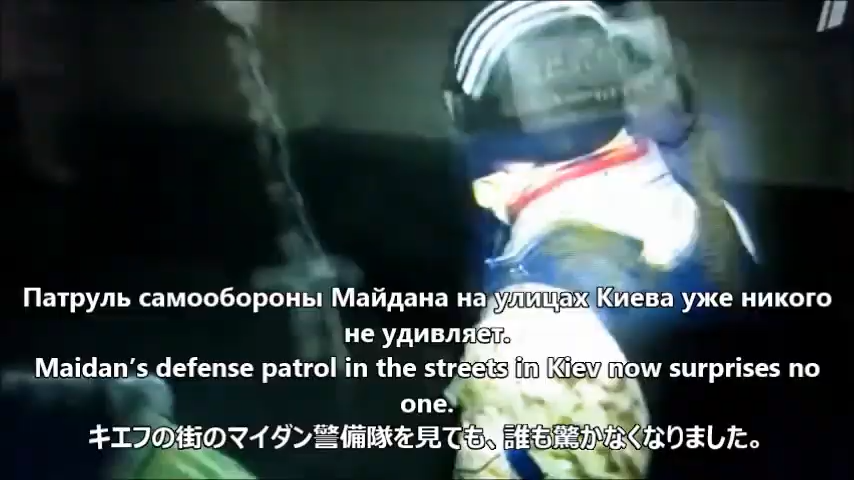 Патруль самообороны Майдана на улицах Киева уже никого
не удивляет.
Maidan's defense patrol in the streets in Kiev now surprises no
one.
キエフの街のマイダン警備隊を見ても、誰も驚かなくなりました。